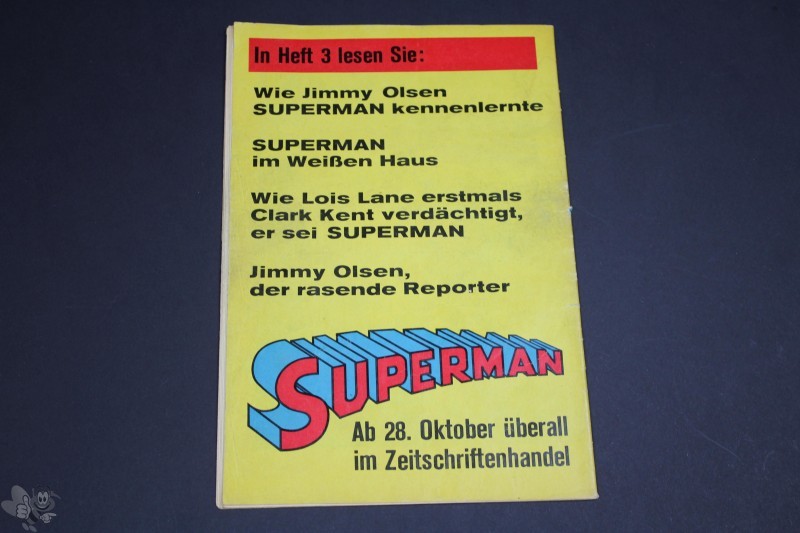 In Heft 3 lesen Sie:
Wie Jimmy Olsen
SUPERMAN kennenlernte
SUPERMAN
im Weißen Haus
Wie Lois Lane erstmals
Clark Kent verdächtigt,
er sei SUPERMAN
Jimmy Olsen,
der rasende Reporter
SUPERMAN
Ab 28. Oktober überall
im Zeitschriftenhandel